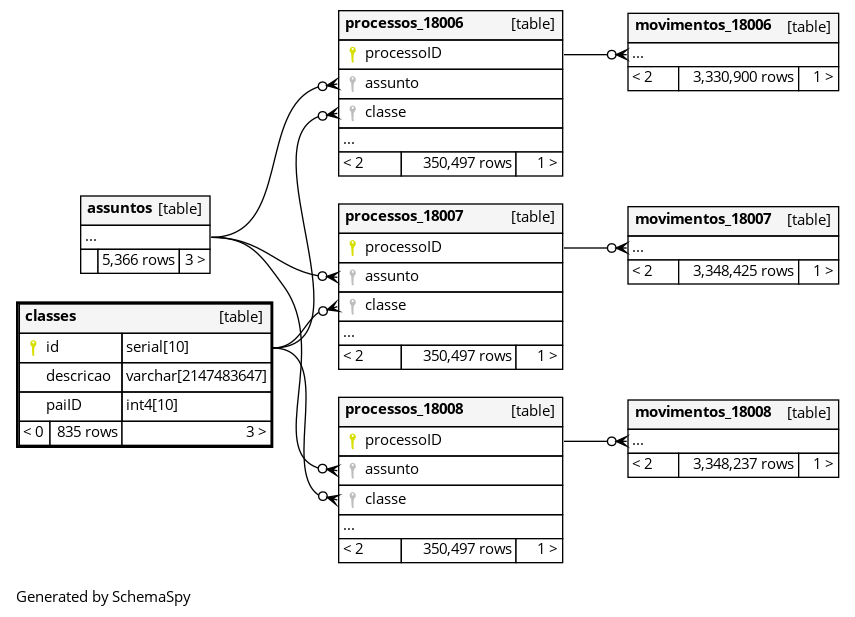 processos_18006 [table]
processoID
assunto
classe
...
< 2 350,497 rows 1 >
movimentos_18006 [table]
...
< 2 3,330,900 rows 1 >
assuntos [table]
...
5,366 rows 3 >
processos_18007 [table]
processoID
assunto
classe
...
< 2 350,497 rows 1 >
movimentos_18007 [table]
...
< 2 3,348,425 rows 1 >
classes [table]
id serial[10]
descricao varchar[2147483647]
paiID int4[10]
< 0 835 rows 3 >
processos_18008 [table]
processoID
assunto
classe
...
< 2 350,497 rows 1 >
movimentos_18008 [table]
...
< 2 3,348,237 rows 1 >
Generated by SchemaSpy